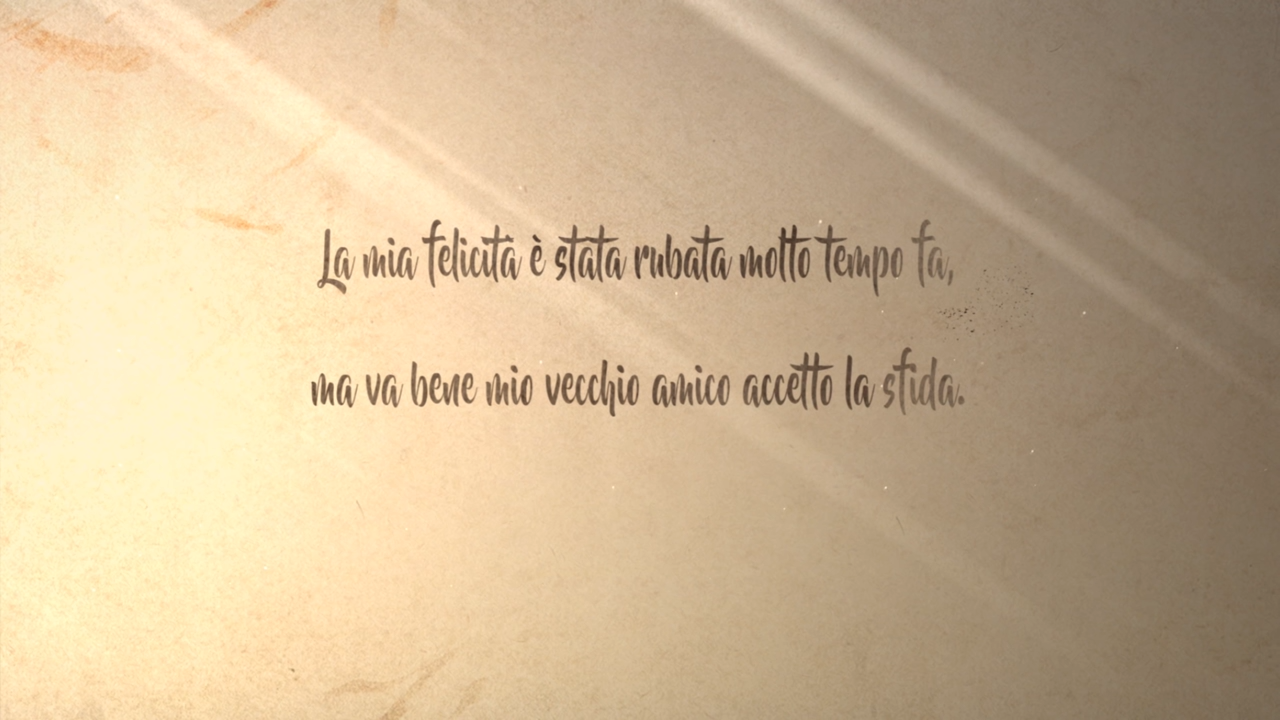 La mia felicità è stata rubata molto tempo fa,
ma va bene mio vecchio amico accetto la sfida.